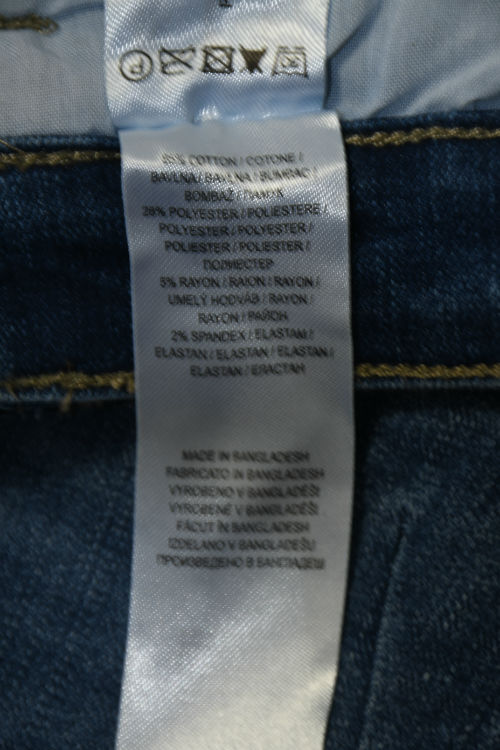 P
65% COTTON / COTONE /
BAVLNA / BAVLNA / BUMBAC /
BOMBAŽ / ПАМУК
28% POLYESTER / POLIESTERE /
POLYESTER / POLYESTER /
POLIESTER / POLIESTER /
ПОЛИЕСТЕР
5% RAYON / RAION / RAYON /
UMELÝ HODVÁB / RAYON /
RAYON / РАЙОН
2% SPANDEX / ELASTAM /
ELASTAN / ELASTAN / ELASTAN /
ELASTAN / ЕЛАСТАН
MADE IN BANGLADESH
FABRICATO IN BANGLADESH
VYROBENO V BANGLADÉŠI
VYROBENÉ V BANGLADÉŠI
FĂCUT ÎN BANGLADESH
IZDELANO V BANGLADEŠU
ПРОИЗВЕДЕНО В БАНГЛАДЕШ